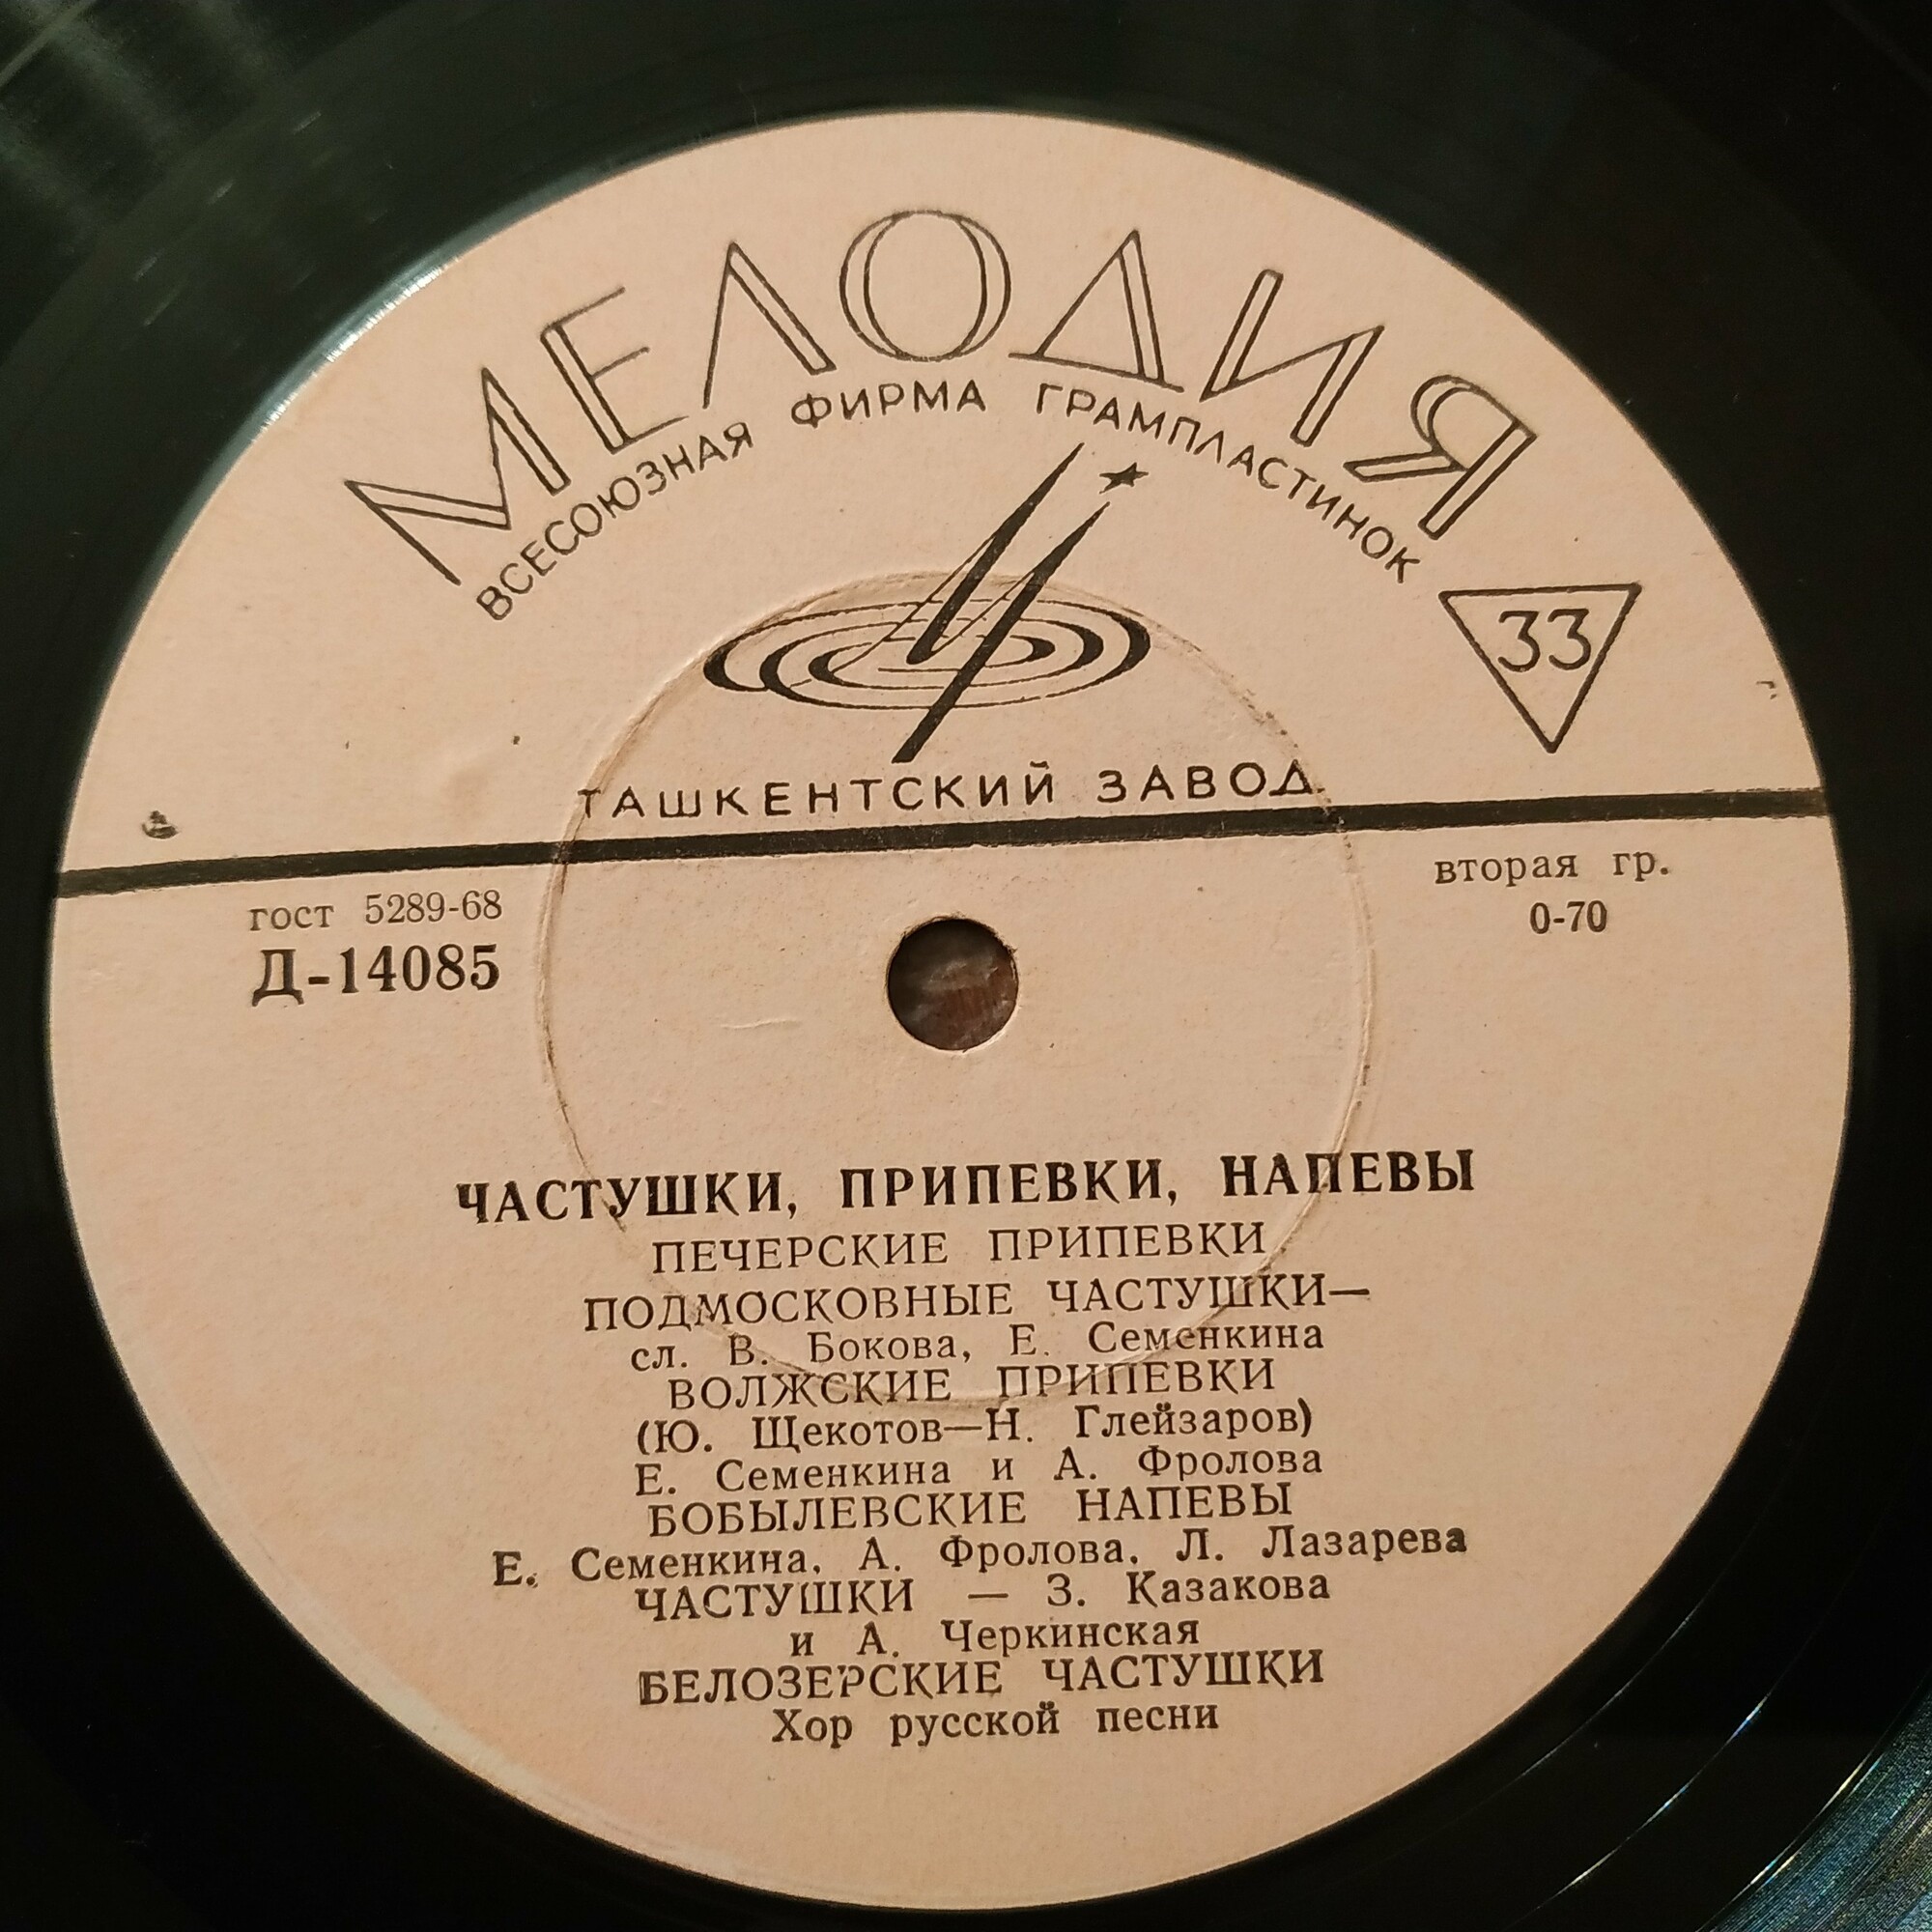 МЕЛОДИЯ
ВСЕСОЮЗНАЯ ФИРМА ГРАМПЛАСТИНОК
33
ТАШКЕНТСКИЙ ЗАВОД
гост 5289-68
Д-14085
вторая гр.
0-70
ЧАСТУШКИ, ПРИПЕВКИ, НАПЕВЫ
ПЕЧЕРСКИЕ ПРИПЕВКИ
ПОДМОСКОВНЫЕ ЧАСТУШКИ—
сл. В. Бокова, Е. Семенкина
ВОЛЖСКИЕ ПРИПЕВКИ
(Ю. Щекотов—Н. Глейзаров)
Е. Семенкина и А. Фролова
БОБЫЛЕВСКИЕ НАПЕВЫ
Е. Семенкина, А. Фролова, Л. Лазарева
ЧАСТУШКИ — З. Казакова
и А. Черкинская
БЕЛОЗЕРСКИЕ ЧАСТУШКИ
Хор русской песни